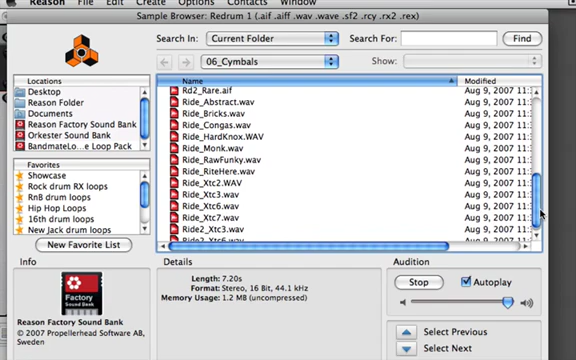 Reason File Edit Create Options Contacts Window
Sample Browser: Redrum 1 (.aif .aiff .wav .wave .sf2 .rcy .rx2 .rex)
Search In: Current Folder Search For: Find
06_Cymbals Show:
Locations
Desktop
Reason Folder
Documents
Reason Factory Sound Bank
Orkester Sound Bank
BandmateLo...e Loop Pack
Favorites
Showcase
Rock drum RX loops
RnB drum loops
Hip Hop Loops
16th drum loops
New Jack drum loops
New Favorite List
Name Modified
Rd2_Rare.aif Aug 9, 2007 11:
Ride_Abstract.wav Aug 9, 2007 11:
Ride_Bricks.wav Aug 9, 2007 11:
Ride_Congas.wav Aug 9, 2007 11:
Ride_HardKnox.WAV Aug 9, 2007 11:
Ride_Monk.wav Aug 9, 2007 11:
Ride_RawFunky.wav Aug 9, 2007 11:
Ride_RiteHere.wav Aug 9, 2007 11:
Ride_Xtc2.WAV Aug 9, 2007 11:
Ride_Xtc3.wav Aug 9, 2007 11:
Ride_Xtc6.wav Aug 9, 2007 11:
Ride_Xtc7.wav Aug 9, 2007 11:
Ride2_Xtc3.wav Aug 9, 2007 11:
Ride2_Xtc6.wav Aug 9, 2007 11:
Info
Factory
Sound Bank
Reason Factory Sound Bank
© 2007 Propellerhead Software AB,
Sweden
Details
Length: 7.20s
Format: Stereo, 16 Bit, 44.1 kHz
Memory Usage: 1.2 MB (uncompressed)
Audition
Stop Autoplay
Select Previous
Select Next